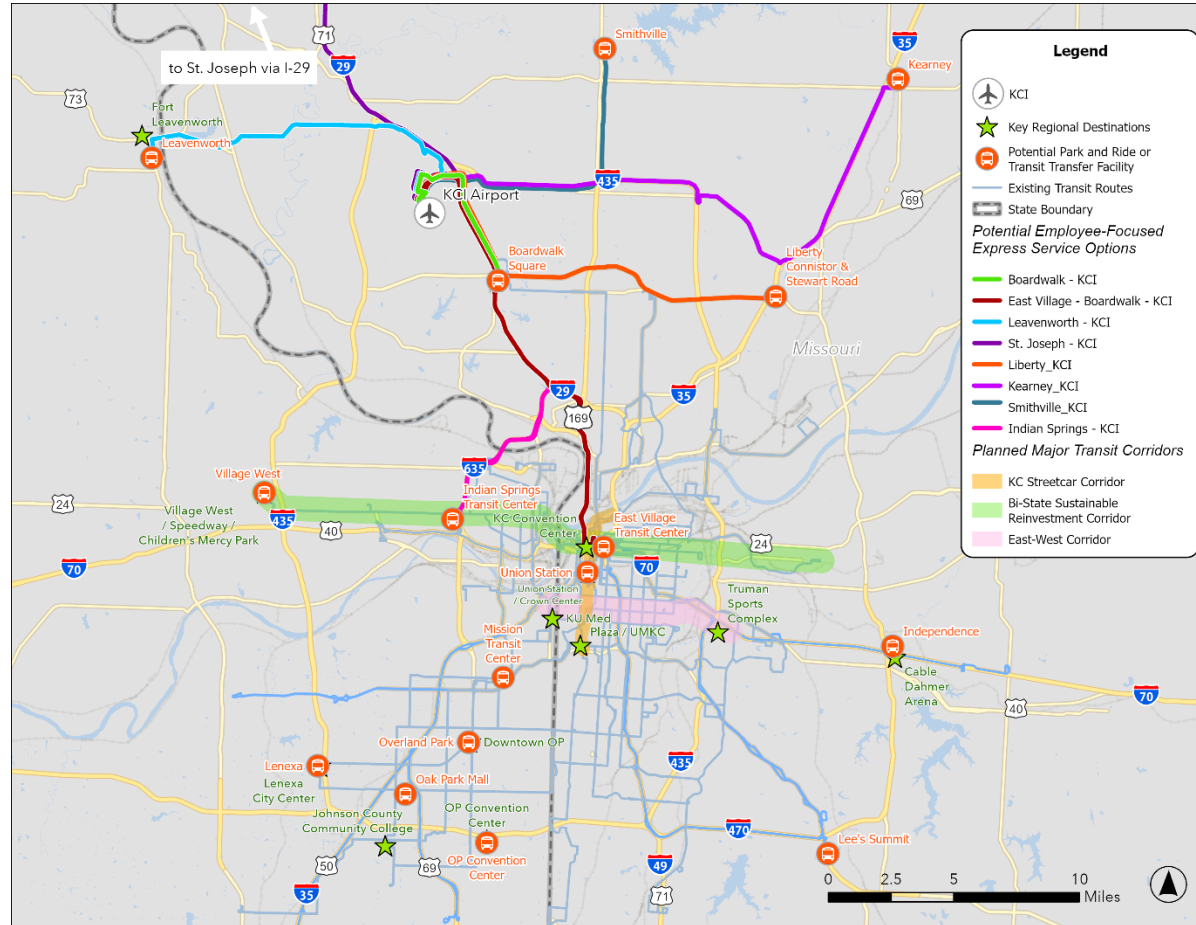 71
29
to St. Joseph via I-29
Smithville
35
Kearney
73
Fort
Leavenworth
Leavenworth
435
KCI Airport
69
Boardwalk
Square
Liberty
Connistor &
Stewart Road
Missouri
29
35
169
635
Village West
24
Indian Springs
Transit Center
KC Convention
Center
East Village
Transit Center
Village West
/ Speedway /
Children's Mercy Park
435
40
24
70
Union Station
70
Union Station
/ Crown Center
Truman
Sports
Complex
KU Med
Plaza / UMKC
Mission
Transit
Center
Independence
Cable
Dahmer
Arena
70
40
Overland Park
Downtown OP
435
Lenexa
Lenexa
City Center
Oak Park Mall
Johnson County
Community College
OP Convention
Center
OP Convention
Center
470
Lee's Summit
50
69
49
35
71
0
2.5
5
10
Miles
Legend
KCI
Key Regional Destinations
Potential Park and Ride or
Transit Transfer Facility
Existing Transit Routes
State Boundary
Potential Employee-Focused
Express Service Options
Boardwalk - KCI
East Village - Boardwalk - KCI
Leavenworth - KCI
St. Joseph - KCI
Liberty_KCI
Kearney_KCI
Smithville_KCI
Indian Springs - KCI
Planned Major Transit Corridors
KC Streetcar Corridor
Bi-State Sustainable
Reinvestment Corridor
East-West Corridor